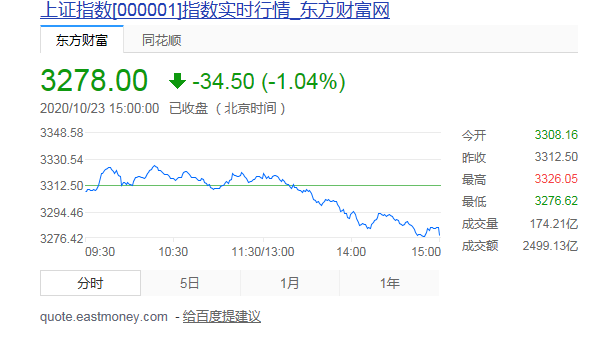 上证指数[000001]指数实时行情_东方财富网
东方财富 同花顺
3278.00 -34.50 (-1.04%)
2020/10/23 15:00:00 已收盘 ( 北京时间 )
3348.58
3330.54
3312.50
3294.46
3276.42
09:30 10:30 11:30/13:00 14:00 15:00
今开 3308.16
昨收 3312.50
最高 3326.05
最低 3276.62
成交量 174.21亿
成交额 2499.13亿
分时 5日 1月 1年
quote.eastmoney.com - 给百度提建议